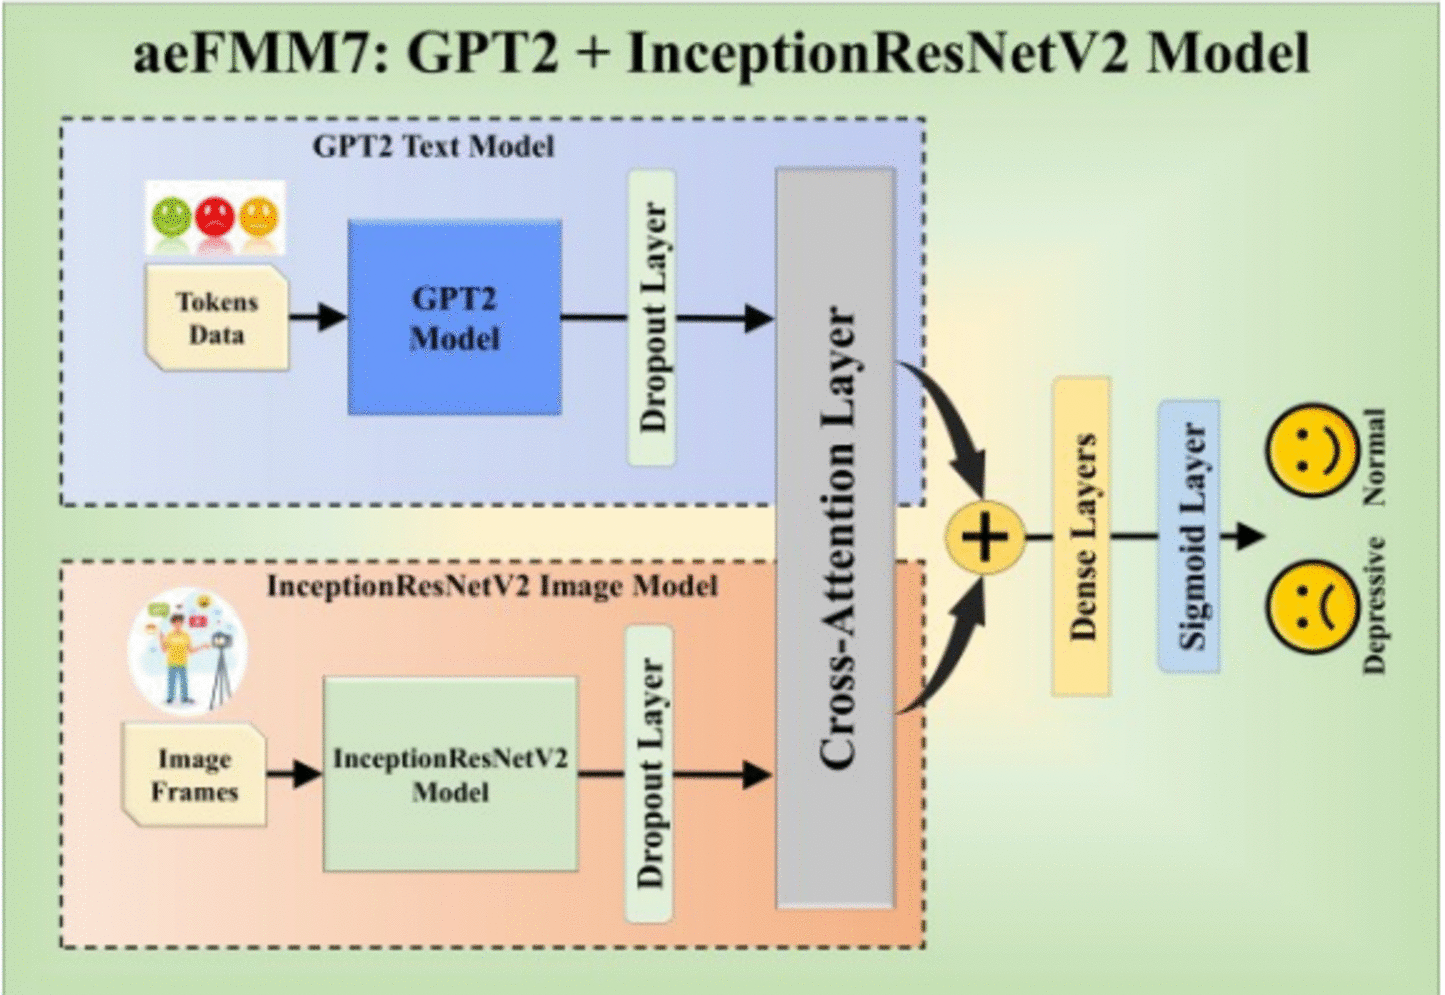 aeFMM7: GPT2 + InceptionResNetV2 Model
GPT2 Text Model
Tokens
Data
GPT2
Model
Dropout Layer
Cross-Attention Layer
InceptionResNetV2 Image Model
Image
Frames
InceptionResNetV2
Model
Dropout Layer
+
Dense Layers
Sigmoid Layer
Normal
Depressive